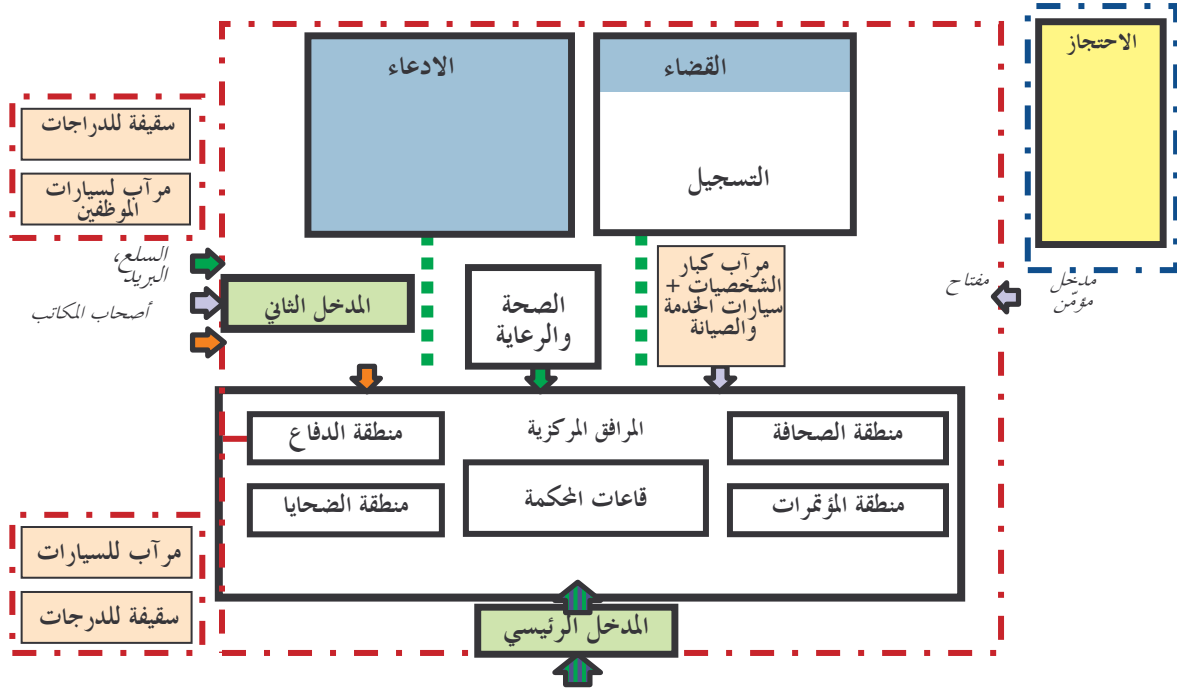 الاحتجاز
القضاء
الادعاء
سقيفة للدراجات
التسجيل
مرآب لسيارات
الموظفين
السلع،
البريد
مرآب كبار
الشخصيات +
سيارات الخدمة
والصيانة
مدخل
مؤمّن
مفتاح
الصحة
والرعاية
المدخل الثاني
أصحاب المكاتب
منطقة الصحافة
المرافق المركزية
منطقة الدفاع
قاعات المحكمة
منطقة المؤتمرات
منطقة الضحايا
مرآب للسيارات
سقيفة للدرجات
المدخل الرئيسي